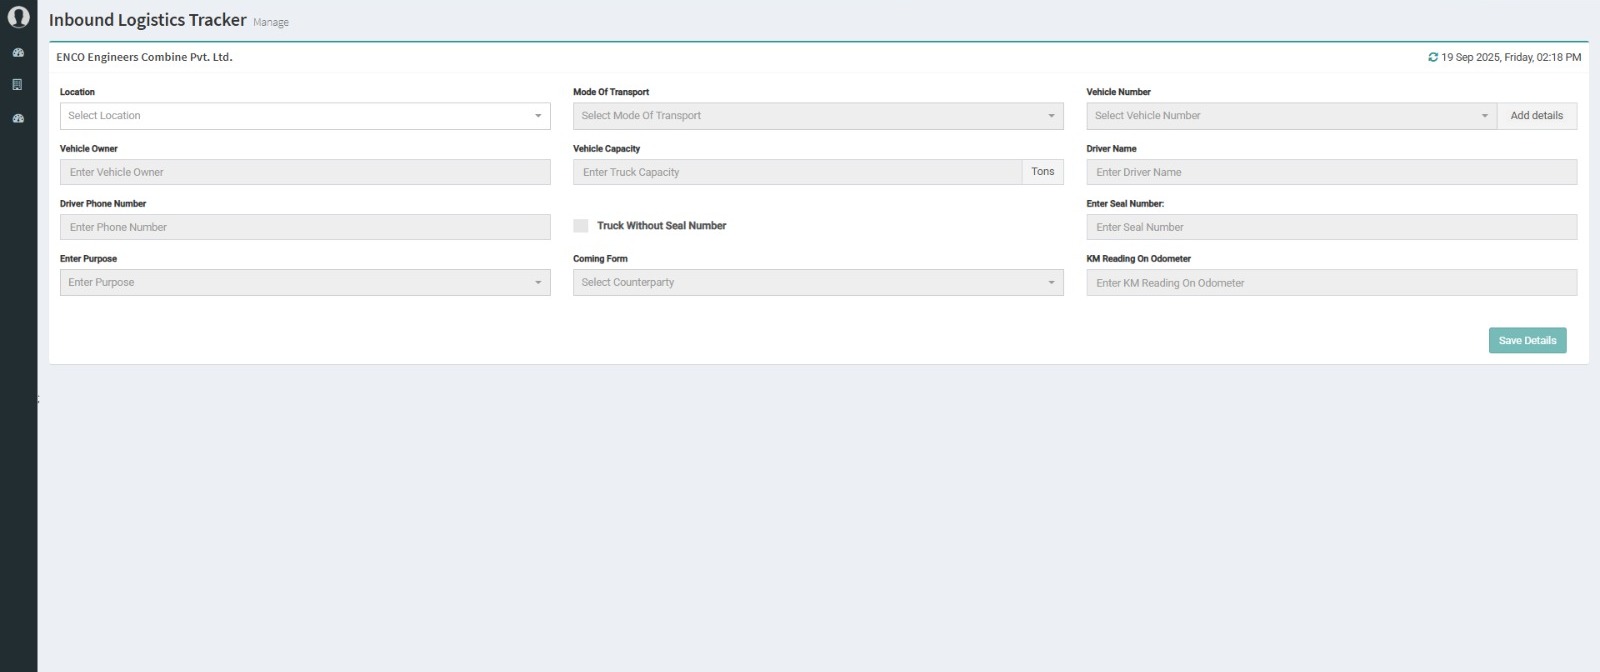 Inbound Logistics Tracker Manage
ENCO Engineers Combine Pvt. Ltd. 19 Sep 2025, Friday, 02:18 PM
Location Mode Of Transport Vehicle Number
Select Location Select Mode Of Transport Select Vehicle Number Add details
Vehicle Owner Vehicle Capacity Driver Name
Enter Vehicle Owner Enter Truck Capacity Tons Enter Driver Name
Driver Phone Number Enter Seal Number:
Enter Phone Number Truck Without Seal Number Enter Seal Number
Enter Purpose Coming Form KM Reading On Odometer
Enter Purpose Select Counterparty Enter KM Reading On Odometer
Save Details